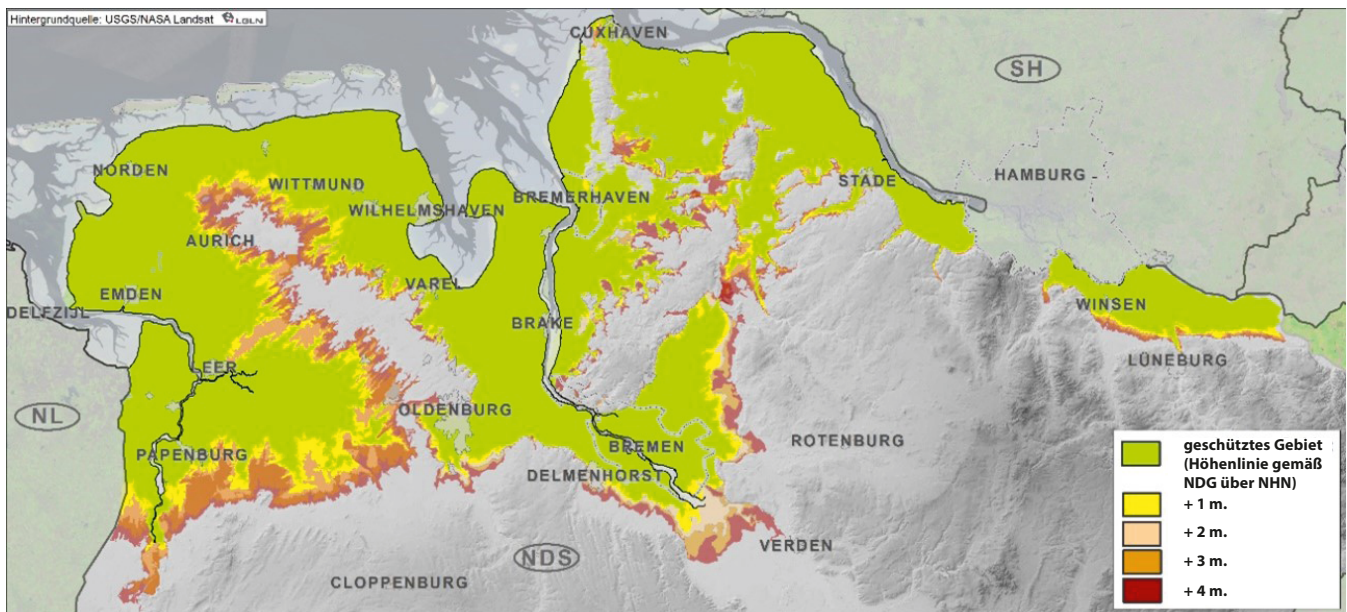 Hintergrundquelle: USGS/NASA Landsat LGLN
CUXHAVEN
SH
HAMBURG
NORDEN
WITTMUND
STADE
WILHELMSHAVEN
BREMERHAVEN
AURICH
VAREL
EMDEN
DELFZIJL
BRAKE
WINSEN
LÜNEBURG
EER
NL
OLDENBURG
ROTENBURG
PAPENBURG
BREMEN
DELMENHORST
VERDEN
NDS
CLOPPENBURG
geschütztes Gebiet
(Höhenlinie gemäß
NDG über NHN)
+ 1 m.
+ 2 m.
+ 3 m.
+ 4 m.